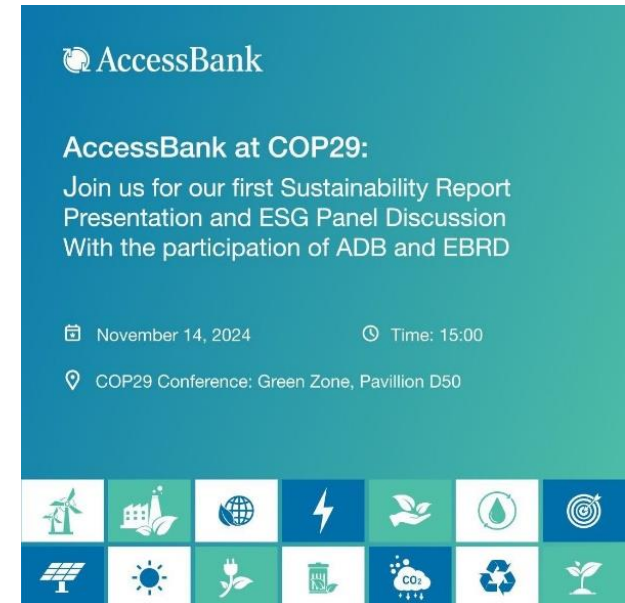 AccessBank
AccessBank at COP29:
Join us for our first Sustainability Report
Presentation and ESG Panel Discussion
With the participation of ADB and EBRD
November 14, 2024
Time: 15:00
COP29 Conference: Green Zone, Pavillion D50
CO₂